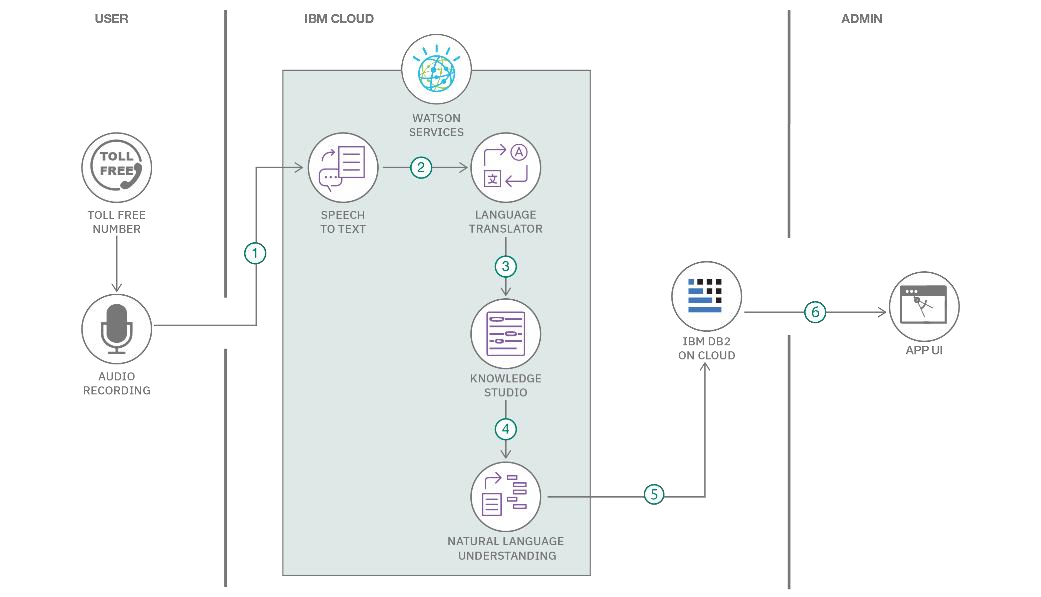 USER
IBM CLOUD
ADMIN
WATSON
SERVICES
TOLL
FREE
TOLL FREE
NUMBER
AUDIO
RECORDING
1
SPEECH
TO TEXT
2
A
文
LANGUAGE
TRANSLATOR
3
KNOWLEDGE
STUDIO
4
NATURAL LANGUAGE
UNDERSTANDING
5
IBM DB2
ON CLOUD
6
APP UI